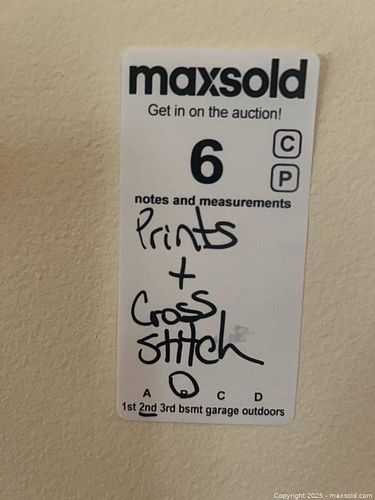 maxsold
Get in on the auction!
6
C
P
notes and measurements
Prints
+
Cross
Stitch
A B C D
1st 2nd 3rd bsmt garage outdoors
Copyright 2025 - maxsold.com